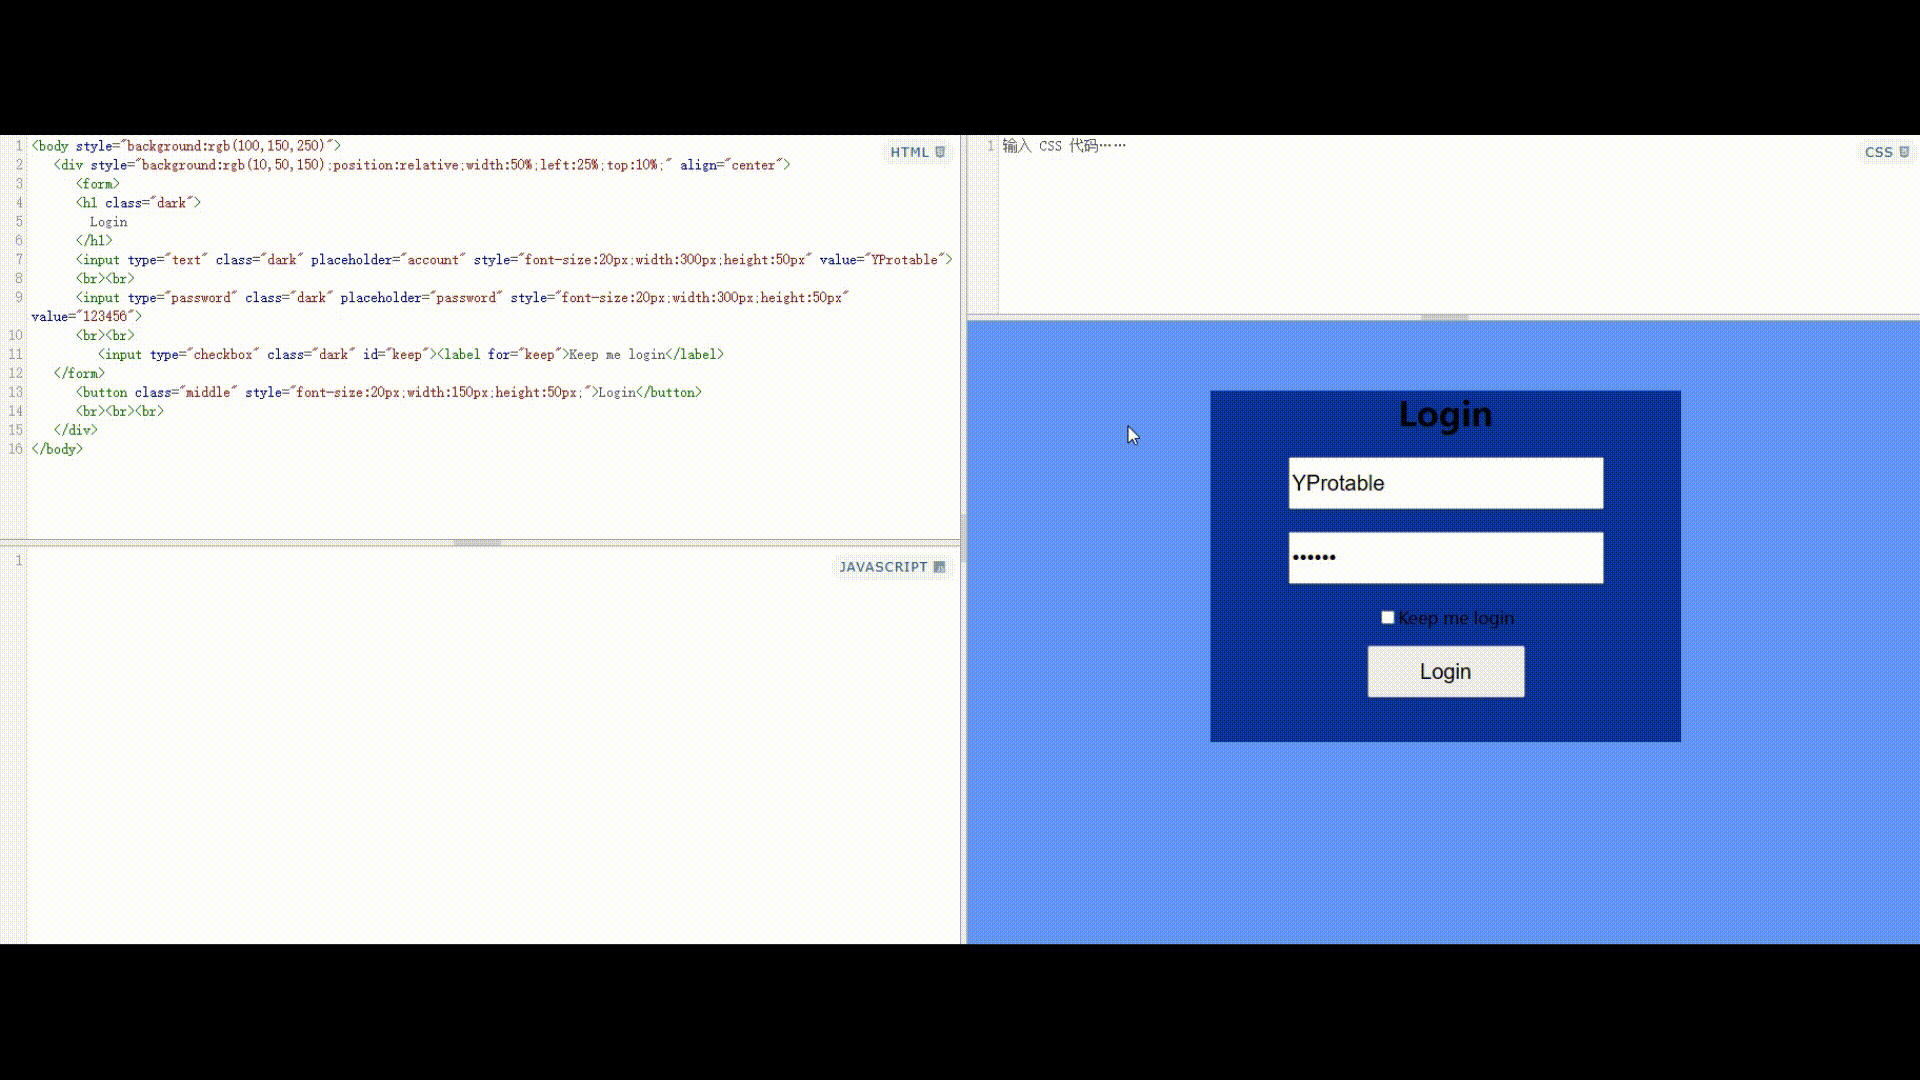 1 <body style="background:rgb(100,150,250)">
2 <div style="background:rgb(10,50,150);position:relative;width:50%;left:25%;top:10%;" align="center">
3 <form>
4 <h1 class="dark">
5 Login
6 </h1>
7 <input type="text" class="dark" placeholder="account" style="font-size:20px;width:300px;height:50px" value="YProtable">
8 <br><br>
9 <input type="password" class="dark" placeholder="password" style="font-size:20px;width:300px;height:50px"
value="123456">
10 <br><br>
11 <input type="checkbox" class="dark" id="keep"><label for="keep">Keep me login</label>
12 </form>
13 <button class="middle" style="font-size:20px;width:150px;height:50px;">Login</button>
14 <br><br><br>
15 </div>
16 </body>
HTML
1
JAVASCRIPT
1 输入 CSS 代码……
CSS
Login
YProtable
••••••
Keep me login
Login